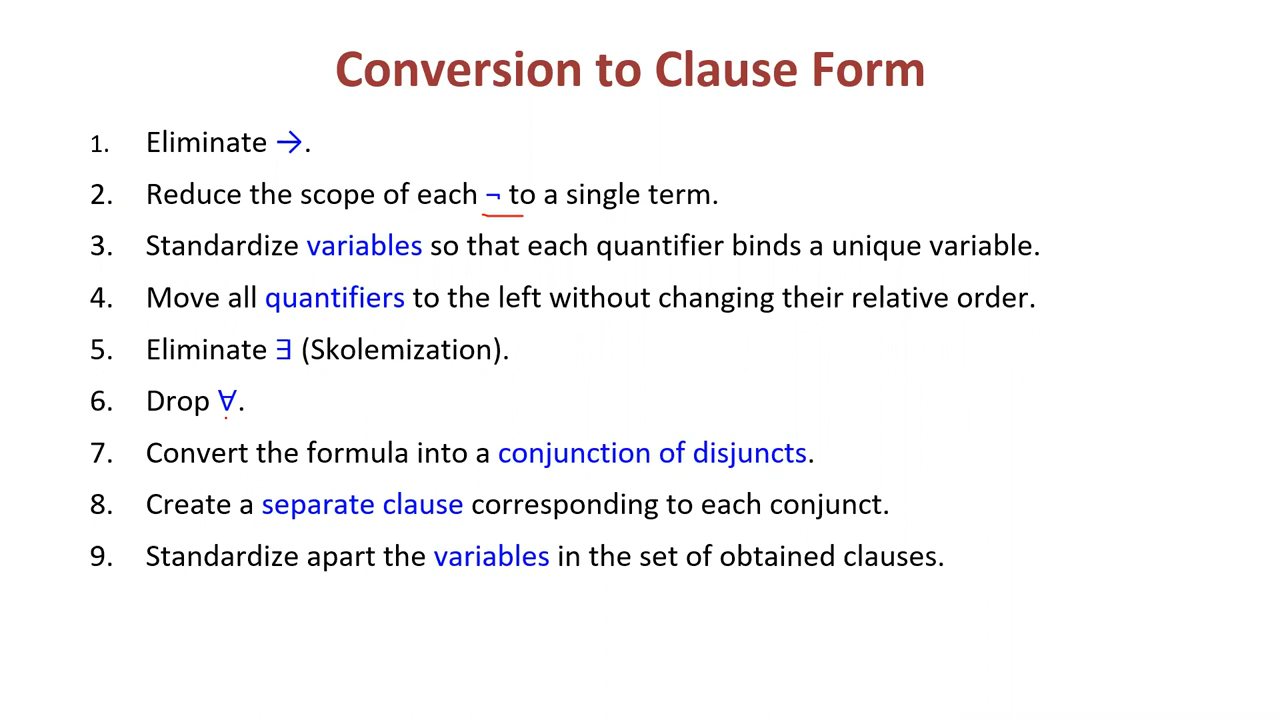 Conversion to Clause Form
1. Eliminate →.
2. Reduce the scope of each ¬ to a single term.
3. Standardize variables so that each quantifier binds a unique variable.
4. Move all quantifiers to the left without changing their relative order.
5. Eliminate ∃ (Skolemization).
6. Drop ∀.
7. Convert the formula into a conjunction of disjuncts.
8. Create a separate clause corresponding to each conjunct.
9. Standardize apart the variables in the set of obtained clauses.